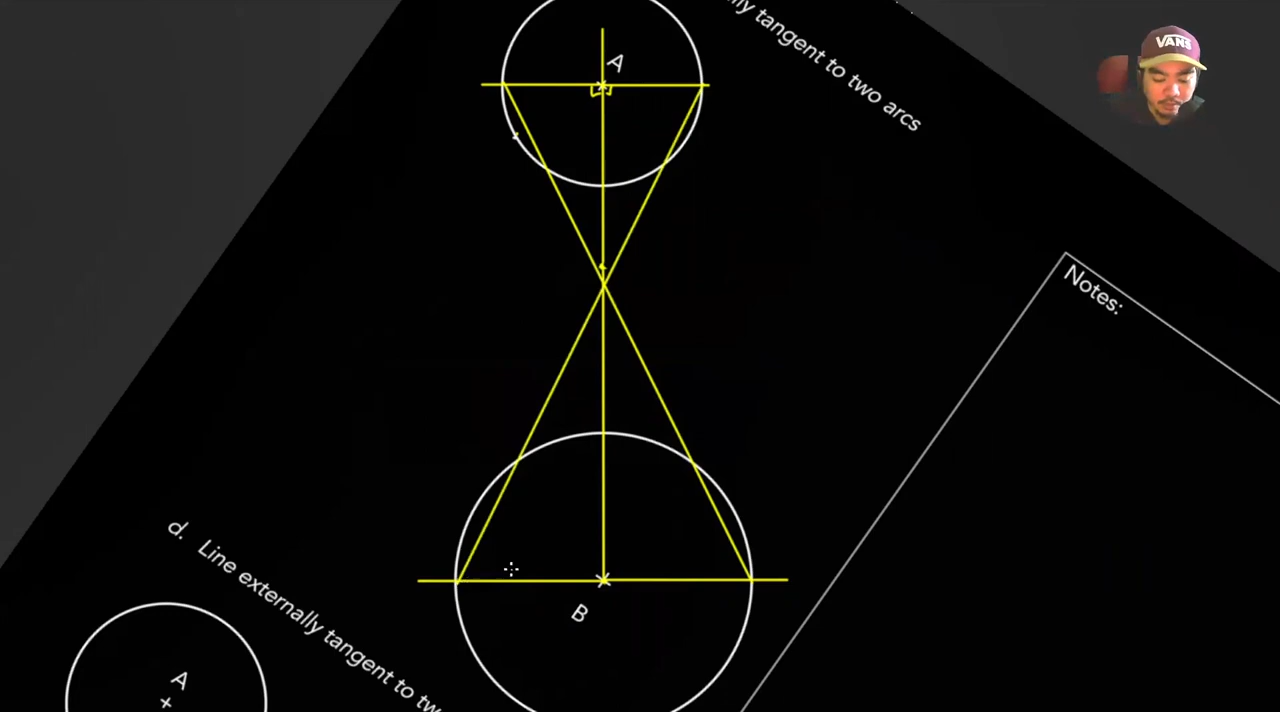 lly tangent to two arcs
VANS
A
Notes:
d. Line externally tangent to tw
B
A